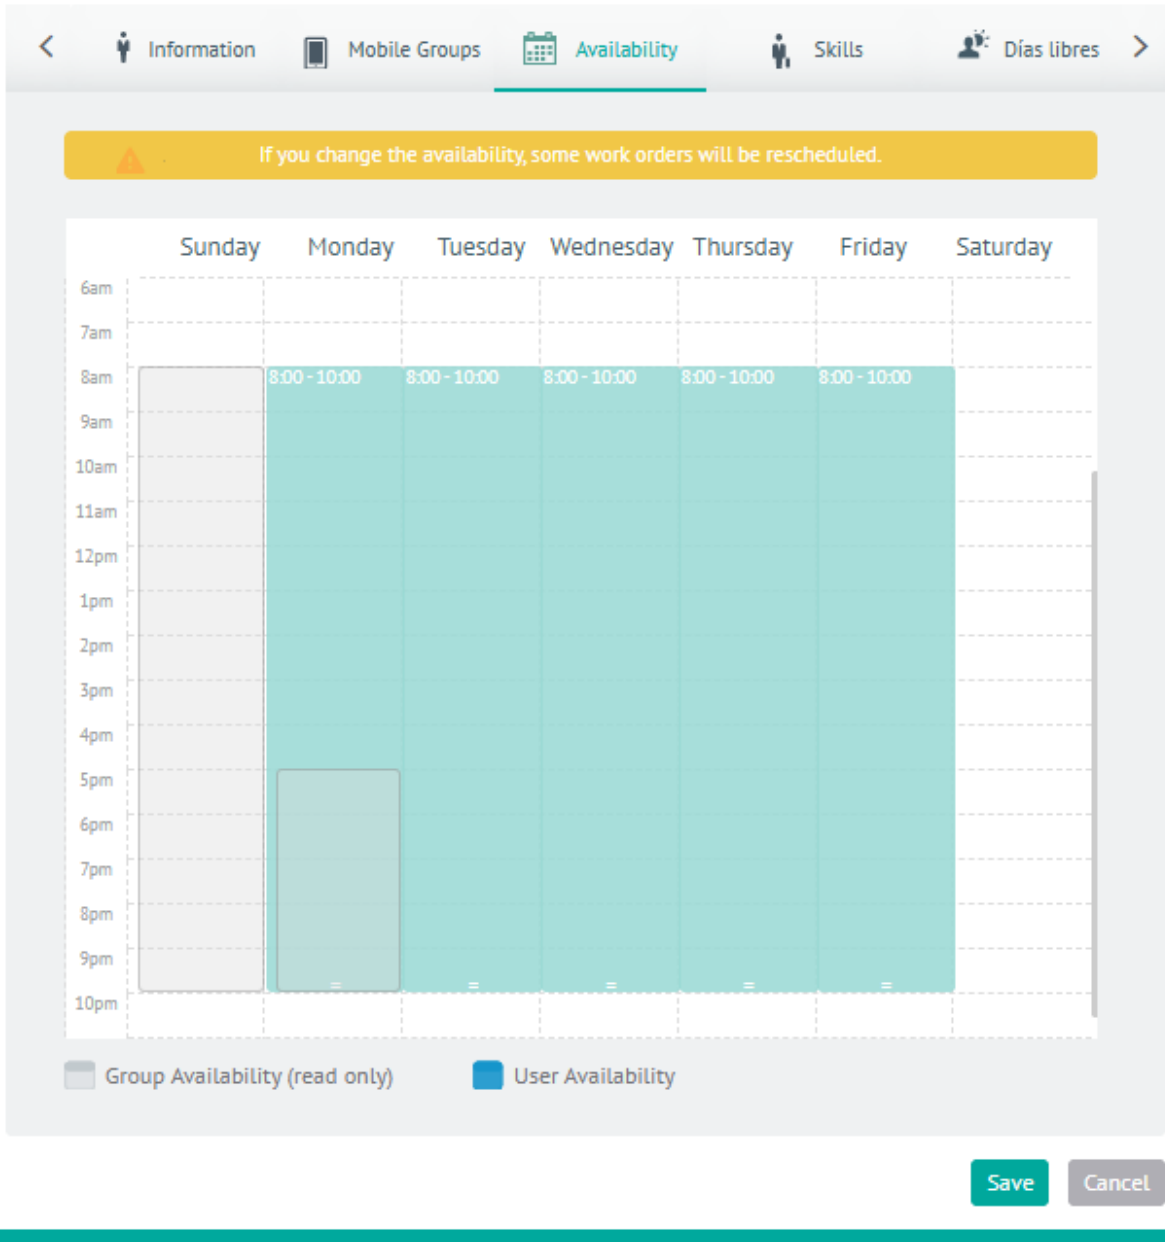 Information Mobile Groups Availability Skills Días libres
If you change the availability, some work orders will be rescheduled.
Sunday Monday Tuesday Wednesday Thursday Friday Saturday
6am
7am
8am 8:00 - 10:00 8:00 - 10:00 8:00 - 10:00 8:00 - 10:00 8:00 - 10:00
9am
10am
11am
12pm
1pm
2pm
3pm
4pm
5pm
6pm
7pm
8pm
9pm
10pm
Group Availability (read only) User Availability
Save Cancel